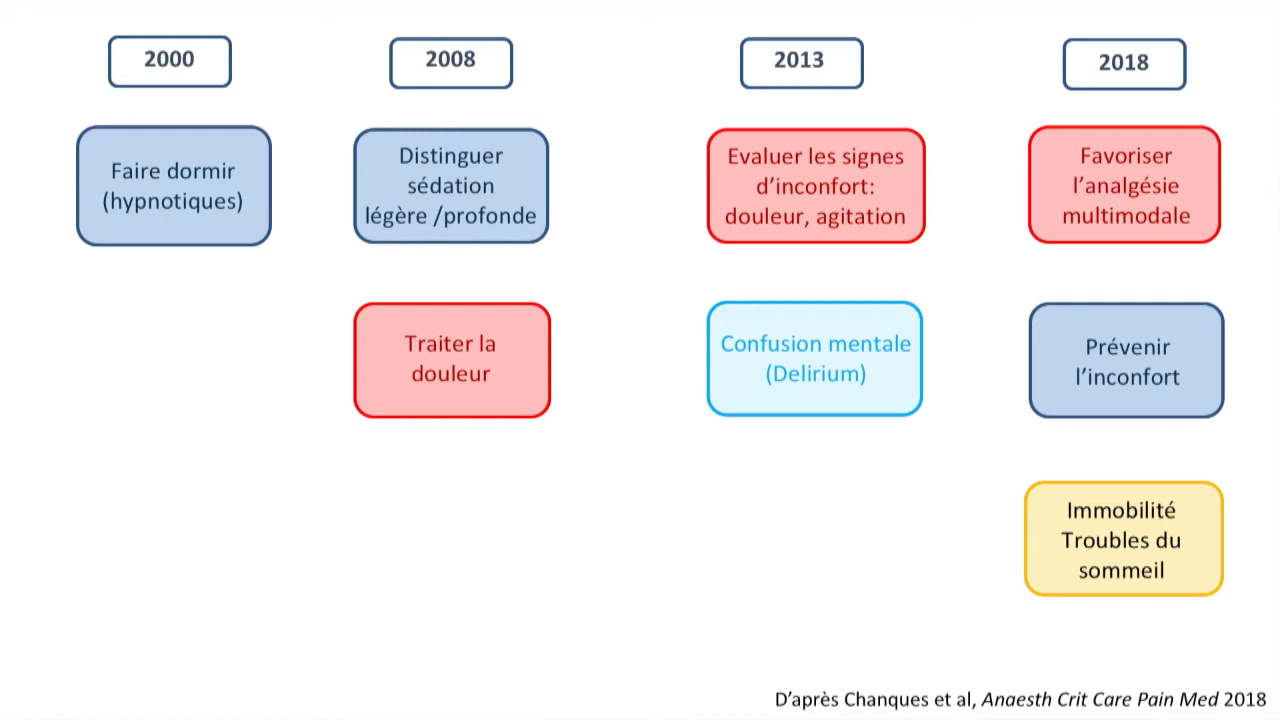 2000
2008
2013
2018
Faire dormir
(hypnotiques)
Distinguer
sédation
légère /profonde
Evaluer les signes
d’inconfort:
douleur, agitation
Favoriser
l’analgésie
multimodale
Traiter la
douleur
Confusion mentale
(Delirium)
Prévenir
l’inconfort
Immobilité
Troubles du
sommeil
D’après Chanques et al, Anaesth Crit Care Pain Med 2018